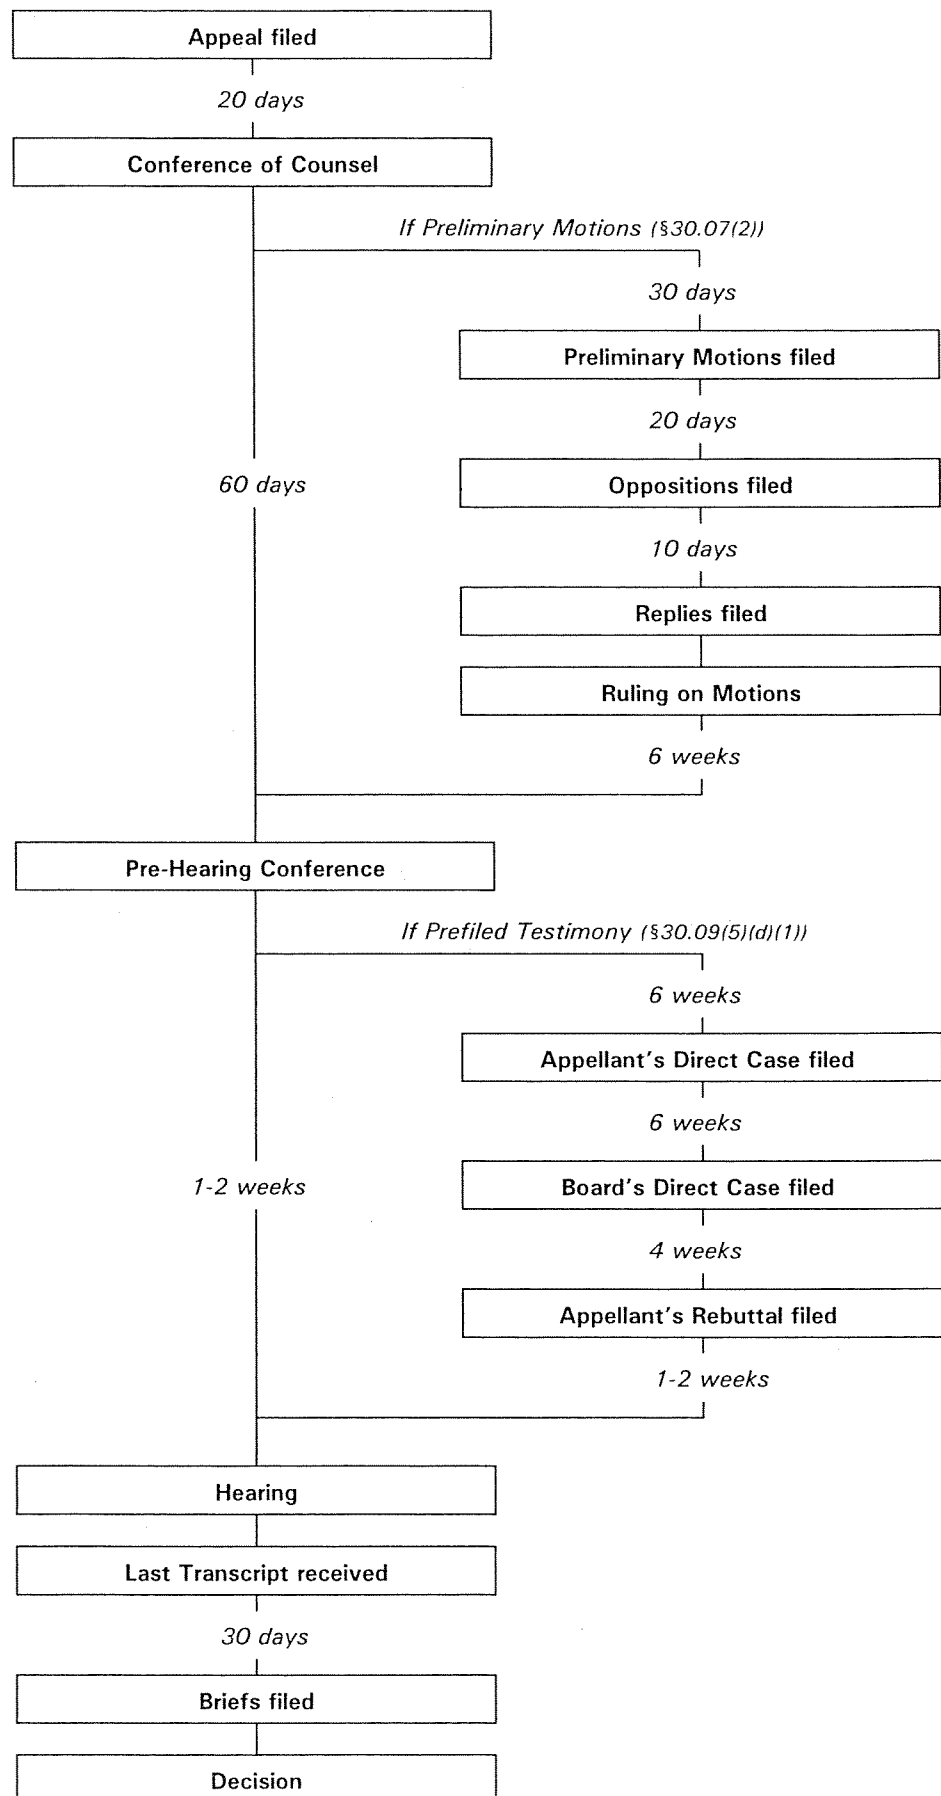 Appeal filed
20 days
Conference of Counsel
If Preliminary Motions (§30.07(2))
30 days
Preliminary Motions filed
20 days
Oppositions filed
60 days
10 days
Replies filed
Ruling on Motions
6 weeks
Pre-Hearing Conference
If Prefiled Testimony (§30.09(5)(d)(1))
6 weeks
Appellant's Direct Case filed
6 weeks
1-2 weeks
Board's Direct Case filed
4 weeks
Appellant's Rebuttal filed
1-2 weeks
Hearing
Last Transcript received
30 days
Briefs filed
Decision